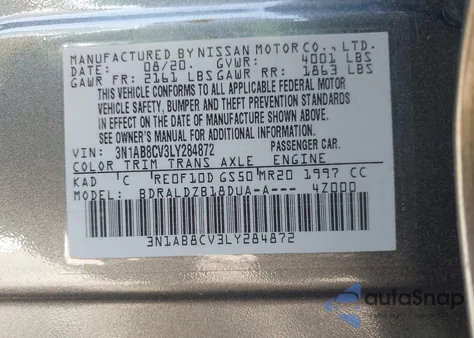 MANUFACTURED BY NISSAN MOTOR CO., LTD.
DATE: 08/20. GVWR: 4001 LBS
GAWR FR: 2161 LBS GAWR RR: 1863 LBS
THIS VEHICLE CONFORMS TO ALL APPLICABLE FEDERAL MOTOR
VEHICLE SAFETY, BUMPER AND THEFT PREVENTION STANDARDS
IN EFFECT ON THE DATE OF MANUFACTURE SHOWN ABOVE.
SEE OWNER'S MANUAL FOR ADDITIONAL INFORMATION.
VIN: 3N1AB8CV3LY284872 PASSENGER CAR.
COLOR TRIM TRANS AXLE ENGINE
KAD C RE0F10D GS50 MR20 1997 CC
MODEL: BDRALDZB18DUA-A--- 4Z000
3N1AB8CV3LY284872
autoSnap